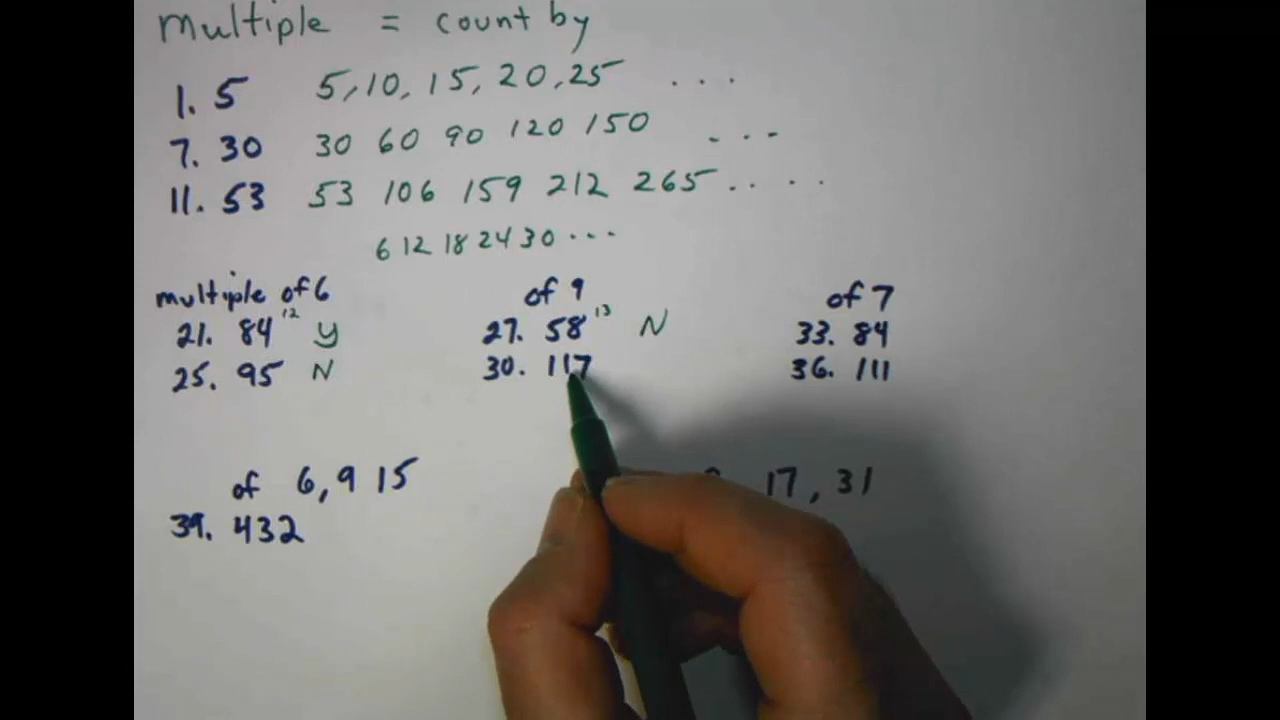 multiple = count by
1. 5 5, 10, 15, 20, 25 ...
7. 30 30 60 90 120 150 ...
11. 53 53 106 159 212 265 ....
6 12 18 24 30 ...
multiple of 6
21. 84 12 Y
25. 95 N
of 9
27. 58 13 N
30. 117
of 7
33. 84
36. 111
of 6, 9 15
39. 432
17, 31